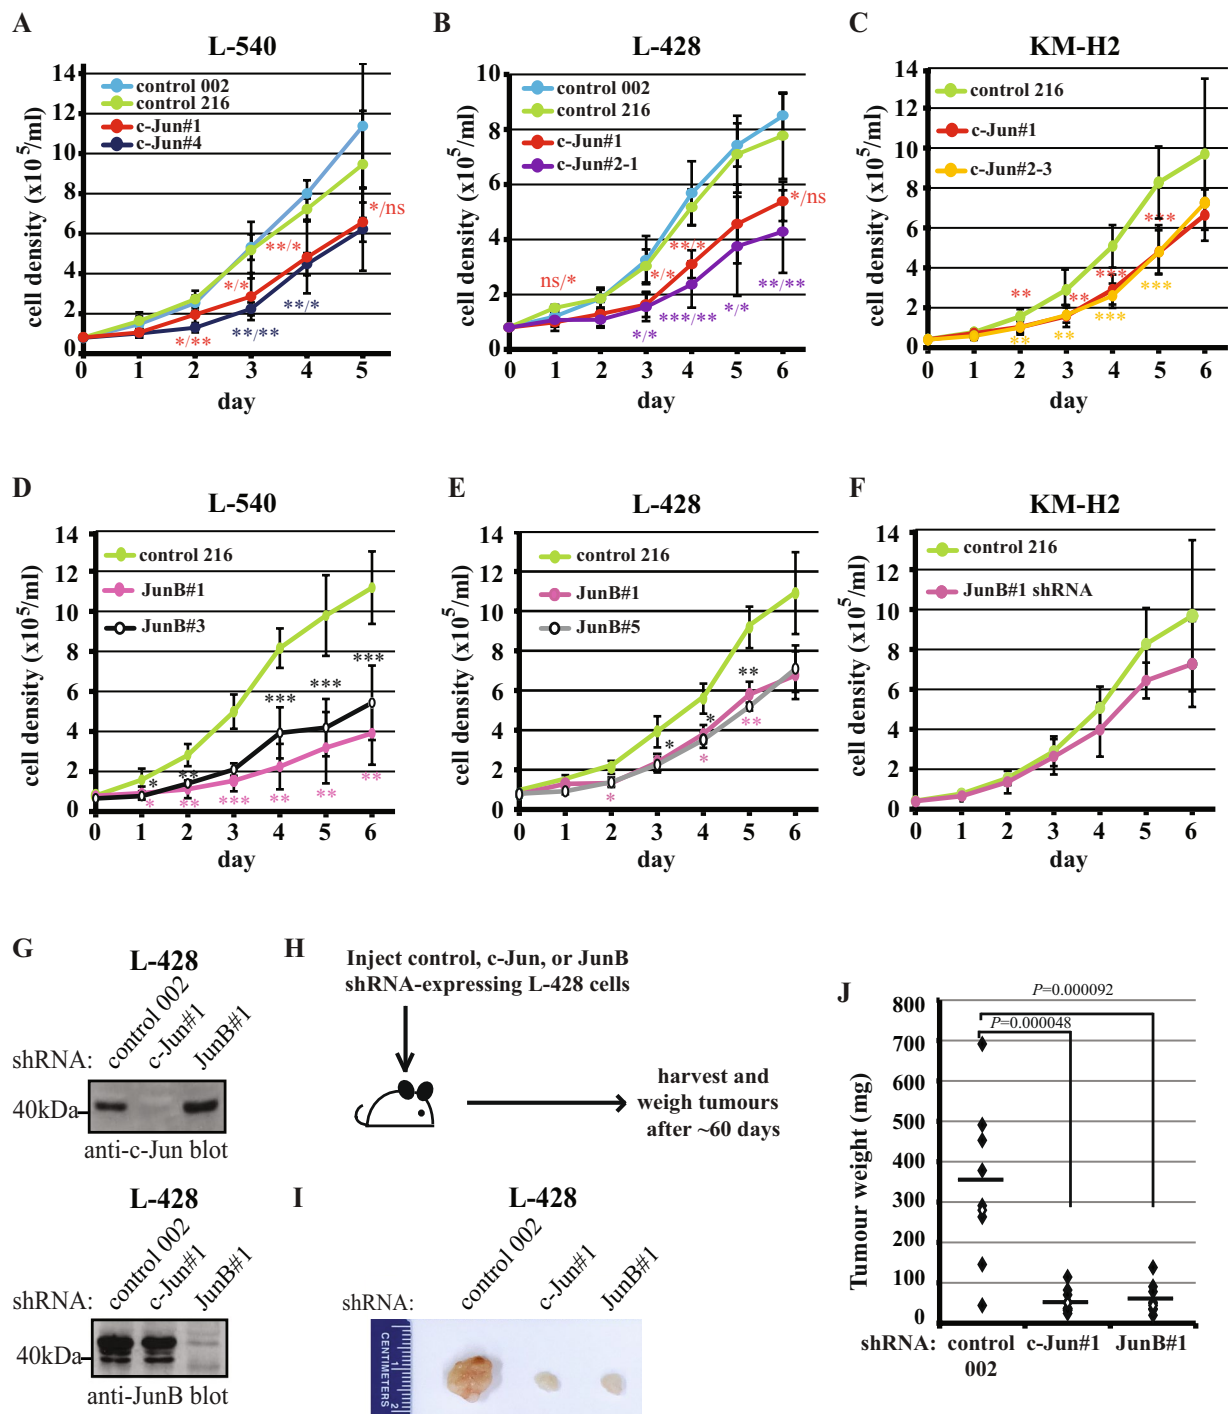 A
L-540
cell density (x10⁵/ml)
14
12
10
8
6
4
2
0
control 002
control 216
c-Jun#1
c-Jun#4
*/ns
**/*
*/*
**/*
**/**
*/**
0 1 2 3 4 5
day
B
L-428
cell density (x10⁵/ml)
10
8
6
4
2
0
control 002
control 216
c-Jun#1
c-Jun#2-1
*/ns
**/*
*/*
ns/*
**/**
*/*
***/**
*/*
0 1 2 3 4 5 6
day
C
KM-H2
cell density (x10⁵/ml)
14
12
10
8
6
4
2
0
control 216
c-Jun#1
c-Jun#2-3
***
***
**
**
***
***
**
**
0 1 2 3 4 5 6
day
D
L-540
cell density (x10⁵/ml)
14
12
10
8
6
4
2
0
control 216
JunB#1
JunB#3
***
***
***
**
*
**
**
**
***
**
*
0 1 2 3 4 5 6
day
E
L-428
cell density (x10⁵/ml)
14
12
10
8
6
4
2
0
control 216
JunB#1
JunB#5
**
*
*
**
*
*
0 1 2 3 4 5 6
day
F
KM-H2
cell density (x10⁵/ml)
14
12
10
8
6
4
2
0
control 216
JunB#1 shRNA
0 1 2 3 4 5 6
day
G
L-428
shRNA:
control 002
c-Jun#1
JunB#1
40kDa
anti-c-Jun blot
L-428
shRNA:
control 002
c-Jun#1
JunB#1
40kDa
anti-JunB blot
H
Inject control, c-Jun, or JunB
shRNA-expressing L-428 cells
harvest and
weigh tumours
after ~60 days
I
L-428
shRNA:
control 002
c-Jun#1
JunB#1
CENTIMETERS
1
2
J
Tumour weight (mg)
800
700
600
500
400
300
200
100
0
P=0.000092
P=0.000048
shRNA: control c-Jun#1 JunB#1
002